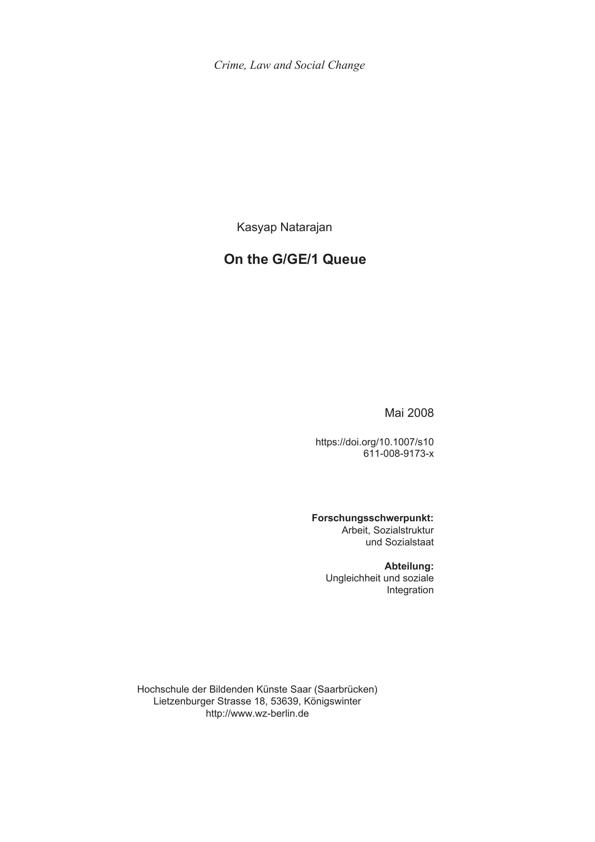 Crime, Law and Social Change
Kasyap Natarajan
On the G/GE/1 Queue
Mai 2008
https://doi.org/10.1007/s10
611-008-9173-x
Forschungsschwerpunkt:
Arbeit, Sozialstruktur
und Sozialstaat
Abteilung:
Ungleichheit und soziale
Integration
Hochschule der Bildenden Künste Saar (Saarbrücken)
Lietzenburger Strasse 18, 53639, Königswinter
http://www.wz-berlin.de